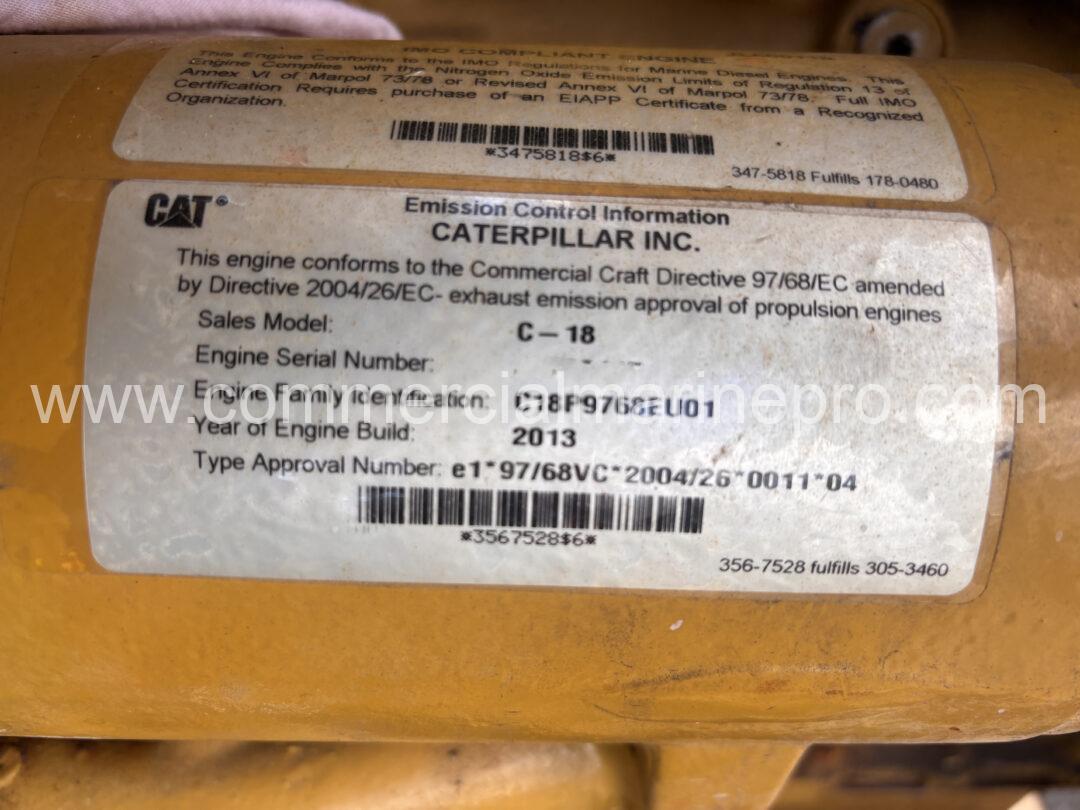 IMO COMPLIANT ENGINE
This Engine Conforms to the IMO Regulations for Marine Diesel Engines. This
Engine Complies with the Nitrogen Oxide Emission Limits of Regulation 13 of
Annex VI of Marpol 73/78 or Revised Annex VI of Marpol 73/78. Full IMO
Certification Requires purchase of an EIAPP Certificate from a Recognized
Organization.
*3475818$6*
347-5818 Fulfills 178-0480
CAT®
Emission Control Information
CATERPILLAR INC.
This engine conforms to the Commercial Craft Directive 97/68/EC amended
by Directive 2004/26/EC- exhaust emission approval of propulsion engines
Sales Model: C-18
Engine Serial Number:
Engine Family Identification: C18P9768EU01
www.commercialmarinepro.com
Year of Engine Build: 2013
Type Approval Number: e1*97/68VC*2004/26*0011*04
*3567528$6*
356-7528 fulfills 305-3460